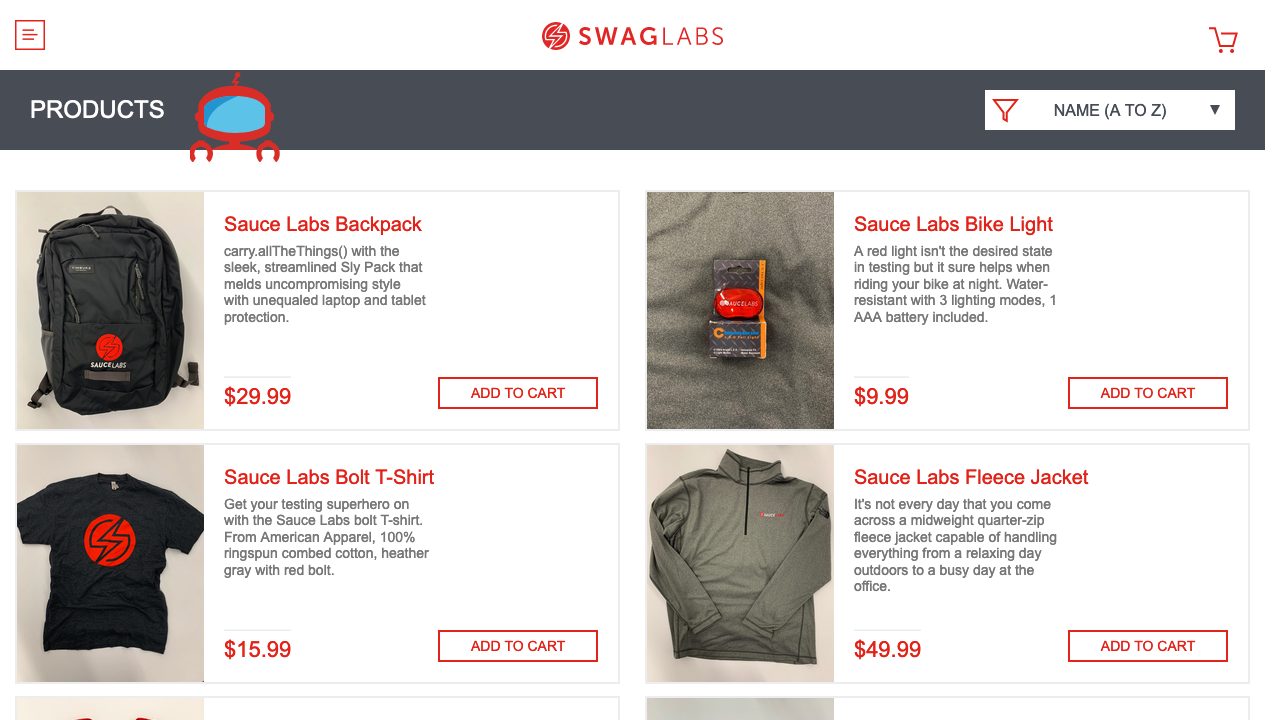 SWAGLABS
PRODUCTS
NAME (A TO Z)
Sauce Labs Backpack
carry.allTheThings() with the
sleek, streamlined Sly Pack that
melds uncompromising style
with unequaled laptop and tablet
protection.
$29.99
ADD TO CART
SAUCELABS
Sauce Labs Bike Light
A red light isn't the desired state
in testing but it sure helps when
riding your bike at night. Water-
resistant with 3 lighting modes, 1
AAA battery included.
$9.99
ADD TO CART
SAUCELABS
Sauce Labs Bolt T-Shirt
Get your testing superhero on
with the Sauce Labs bolt T-shirt.
From American Apparel, 100%
ringspun combed cotton, heather
gray with red bolt.
$15.99
ADD TO CART
Sauce Labs Fleece Jacket
It's not every day that you come
across a midweight quarter-zip
fleece jacket capable of handling
everything from a relaxing day
outdoors to a busy day at the
office.
$49.99
ADD TO CART